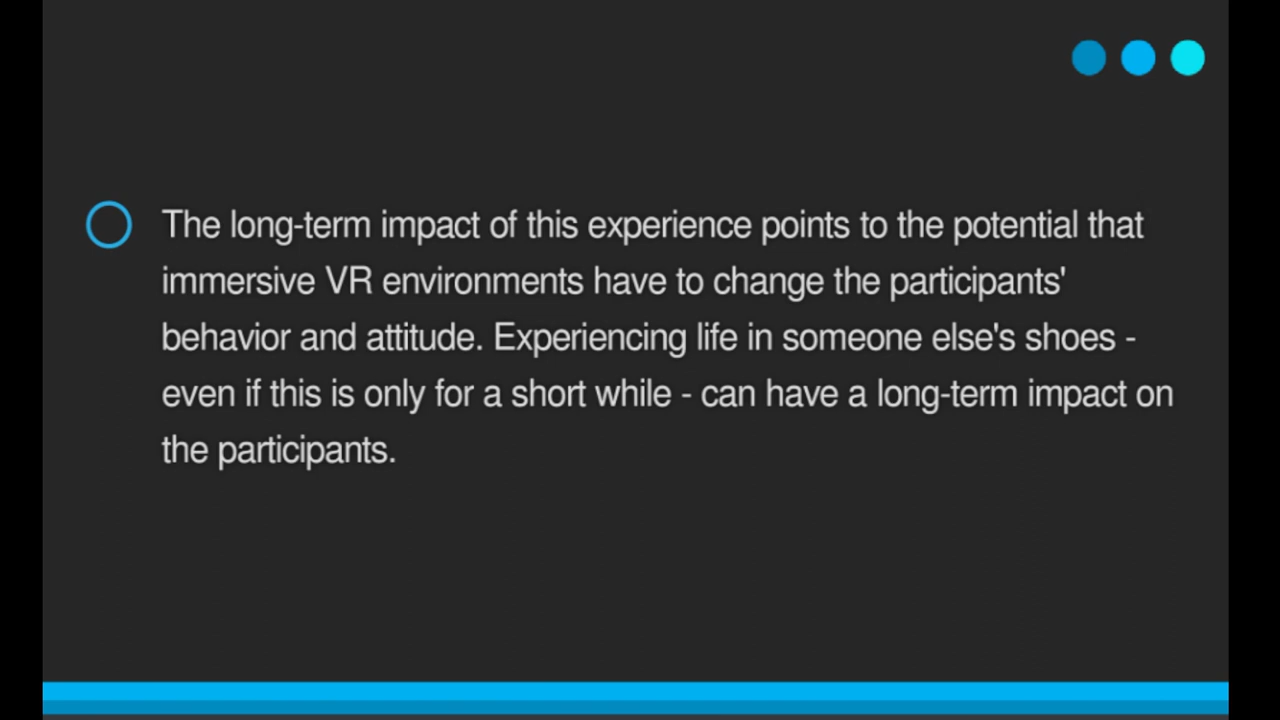 The long-term impact of this experience points to the potential that
immersive VR environments have to change the participants'
behavior and attitude. Experiencing life in someone else's shoes -
even if this is only for a short while - can have a long-term impact on
the participants.